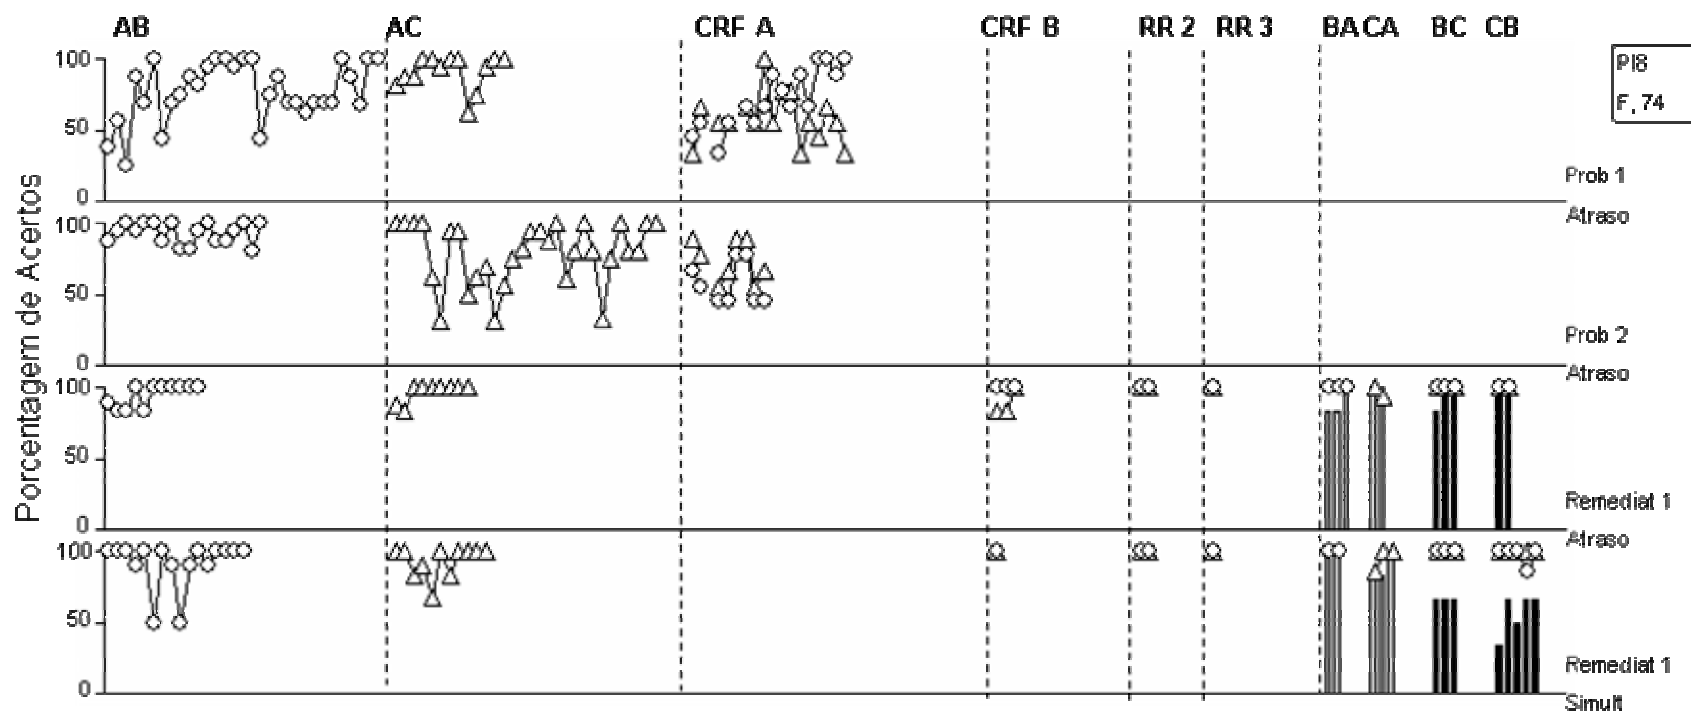 AB AC CRF A CRF B RR 2 RR 3 BA CA BC CB
PI8
F, 74
Porcentagem de Acertos
100
50
0
Prob 1
Atraso
100
50
0
Prob 2
Atraso
100
50
0
Remediat 1
Atraso
100
50
0
Remediat 1
Simult